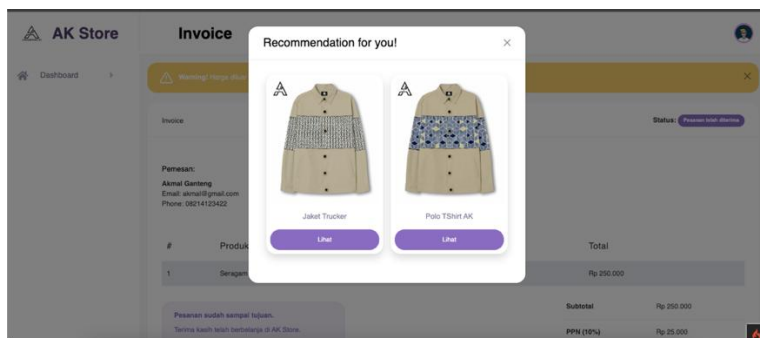 AK Store
Invoice
Recommendation for you!
Dashboard
Warning!
Invoice
Status: Pesanan telah diterima
Pemesan:
Akmal Ganteng
Email: akmal@gmail.com
Phone: 08214123422
Jaket Trucker
Polo TShirt AK
Lihat
Lihat
# Produk Total
1 Seragam Rp 250.000
Pesanan sudah sampai tujuan.
Terima kasih telah berbelanja di AK Store.
Subtotal Rp 250.000
PPN (10%) Rp 25.000